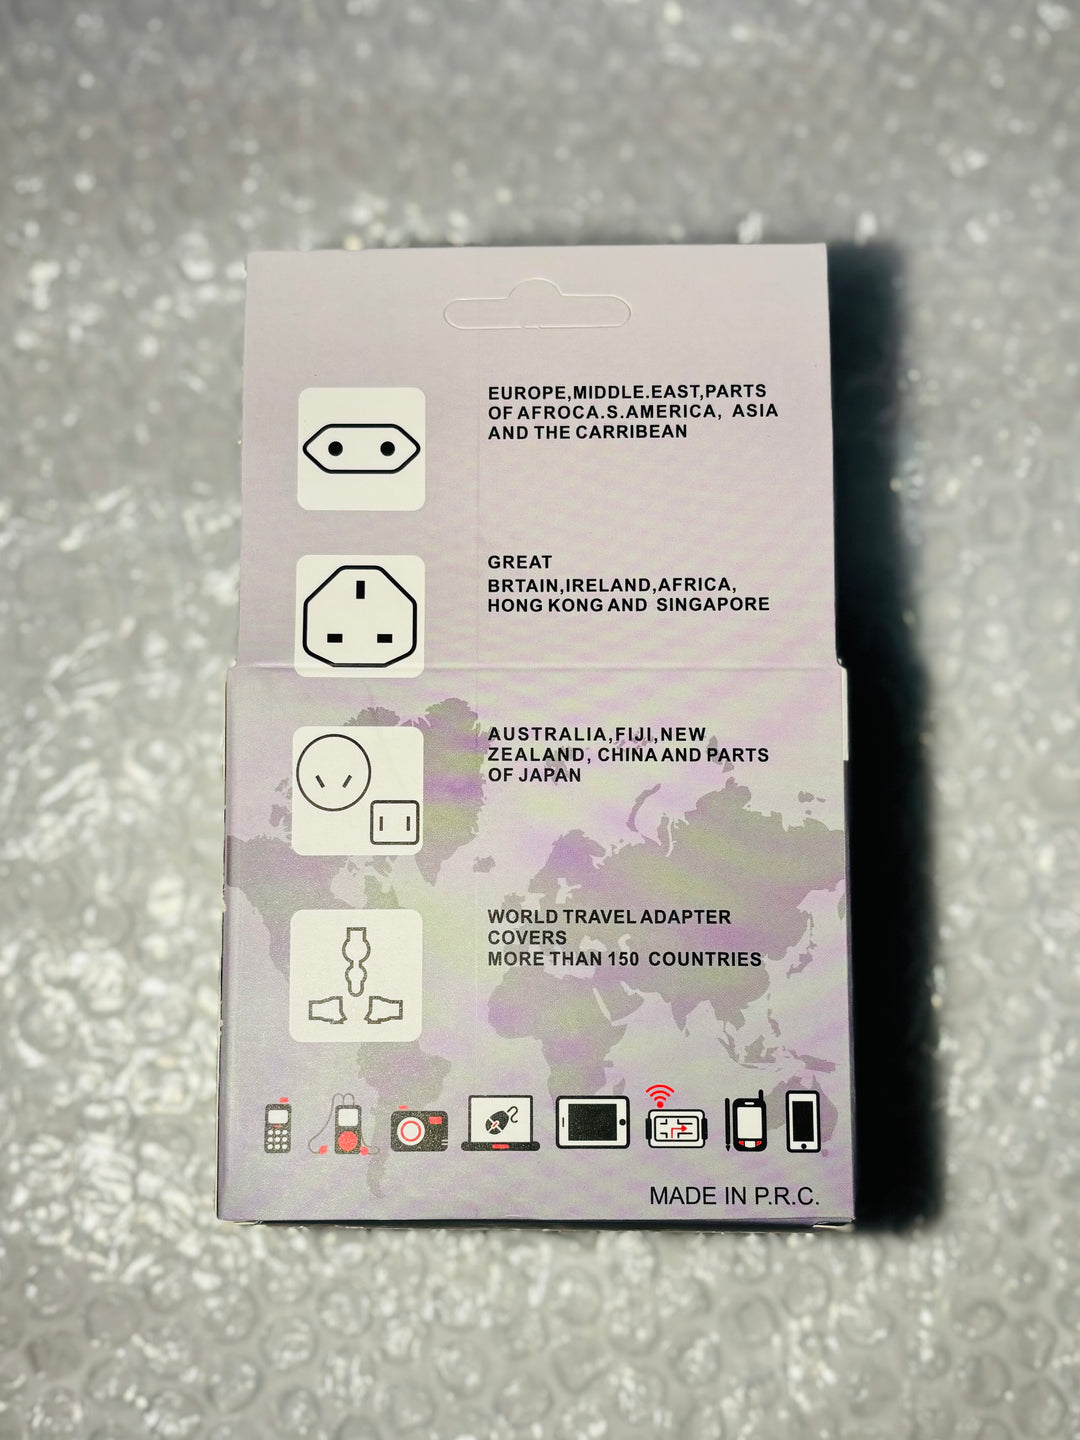 EUROPE,MIDDLE.EAST,PARTS
OF AFROCA.S.AMERICA, ASIA
AND THE CARRIBEAN
GREAT
BRTAIN,IRELAND,AFRICA,
HONG KONG AND SINGAPORE
AUSTRALIA,FIJI,NEW
ZEALAND, CHINA AND PARTS
OF JAPAN
WORLD TRAVEL ADAPTER
COVERS
MORE THAN 150 COUNTRIES
MADE IN P.R.C.